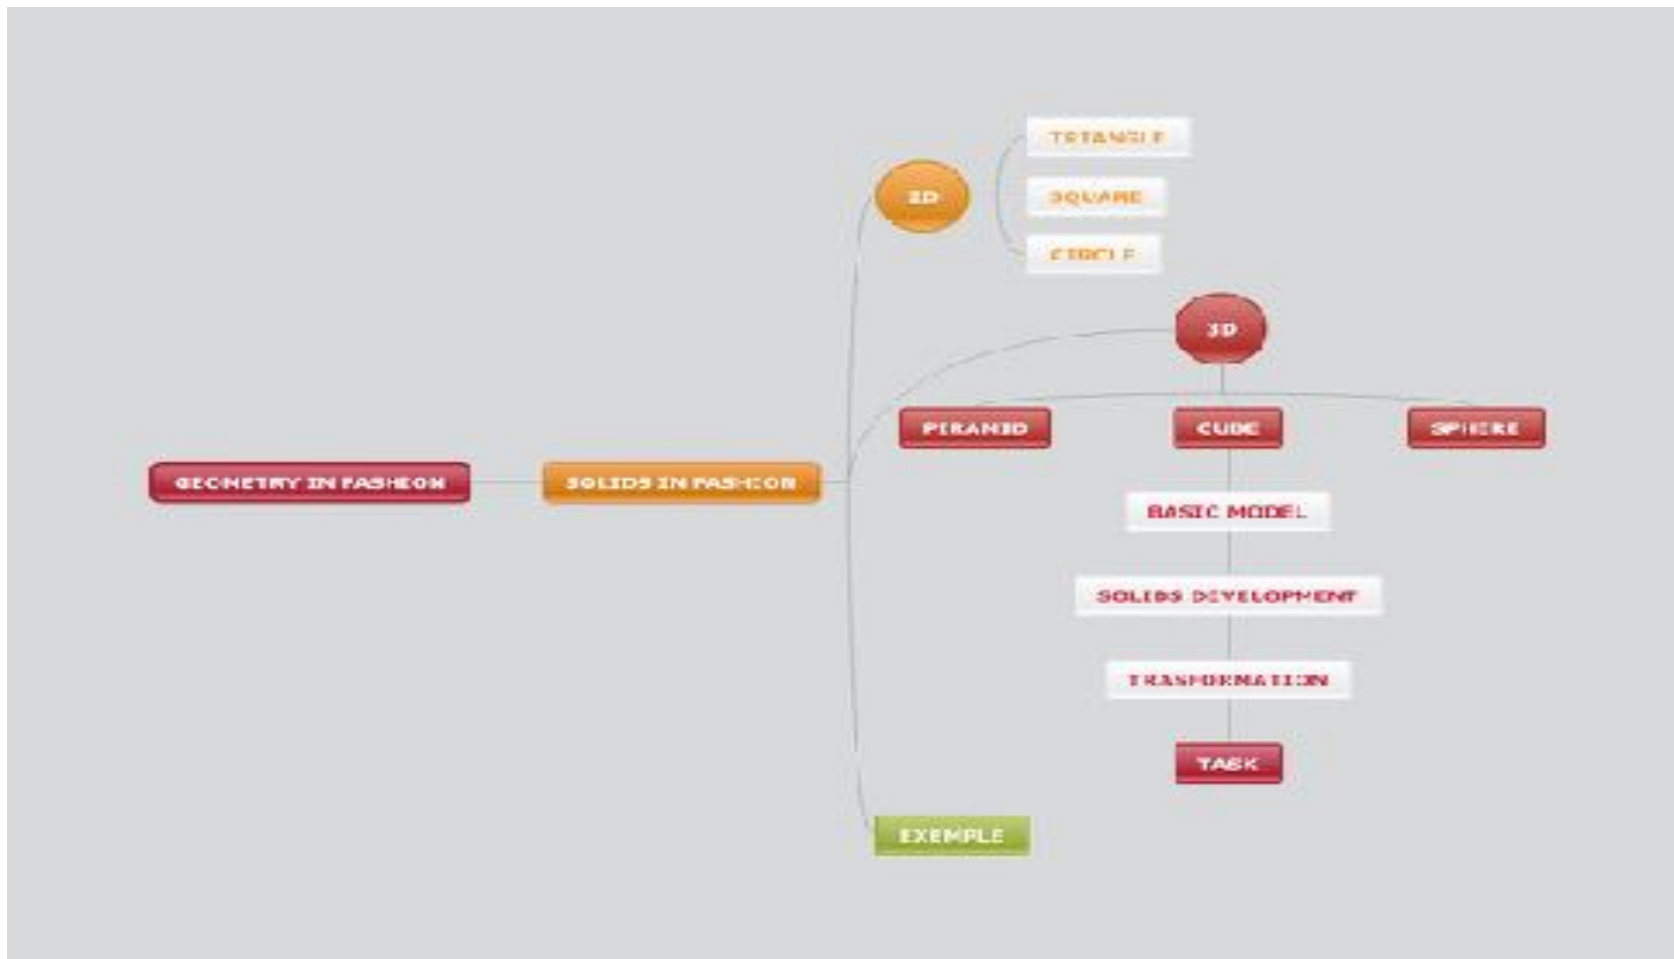 TRIANGLE
2D
SQUARE
CIRCLE
3D
PIRAMID
CUBE
SPHERE
GEOMETRY IN FASHION
SOLIDS IN FASHION
BASIC MODEL
SOLIDS DEVELOPMENT
TRASFORMATION
TASK
EXEMPLE